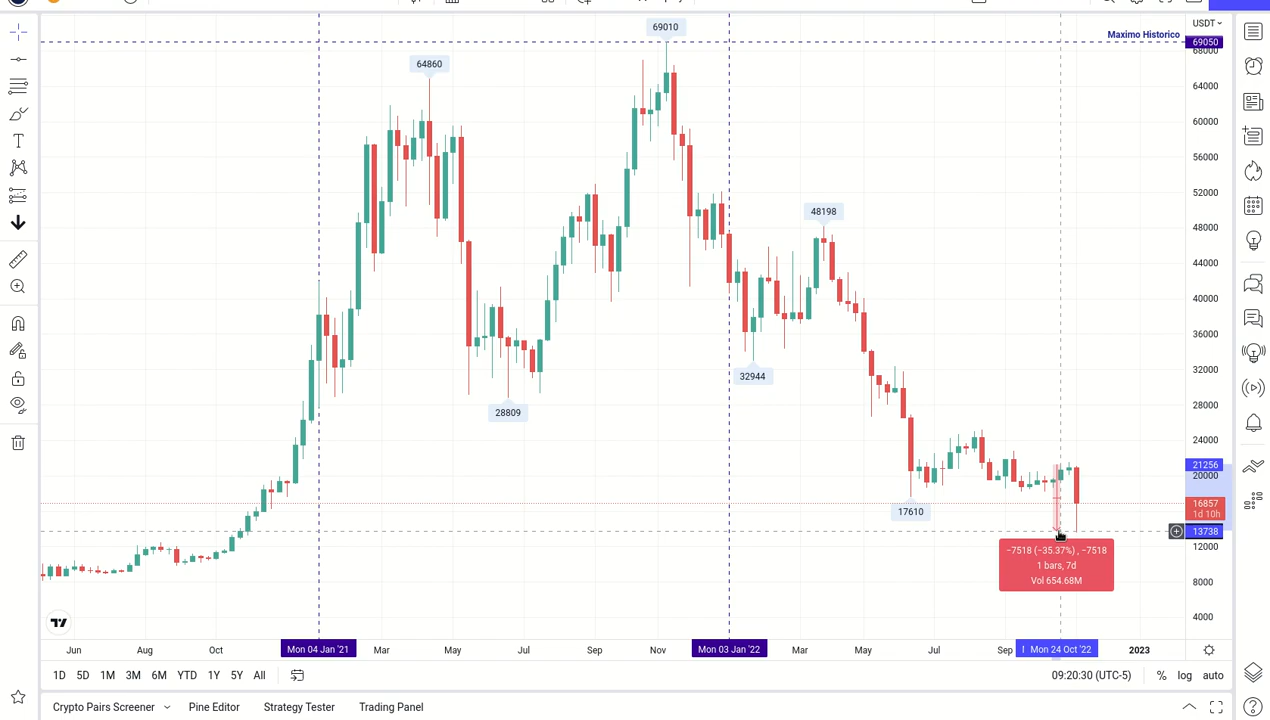 USDT
69010
Maximo Historico
69050
68000
64860
64000
60000
56000
52000
48198
48000
44000
40000
36000
32944
32000
28809
28000
24000
21256
20000
16857
1d 10h
17610
13738
−7518 (−35.37%) , −7518
1 bars, 7d
Vol 654.68M
12000
8000
4000
Jun Aug Oct Mon 04 Jan '21 Mar May Jul Sep Nov Mon 03 Jan '22 Mar May Jul Sep Mon 24 Oct '22 2023
1D 5D 1M 3M 6M YTD 1Y 5Y All 09:20:30 (UTC-5) % log auto
Crypto Pairs Screener Pine Editor Strategy Tester Trading Panel